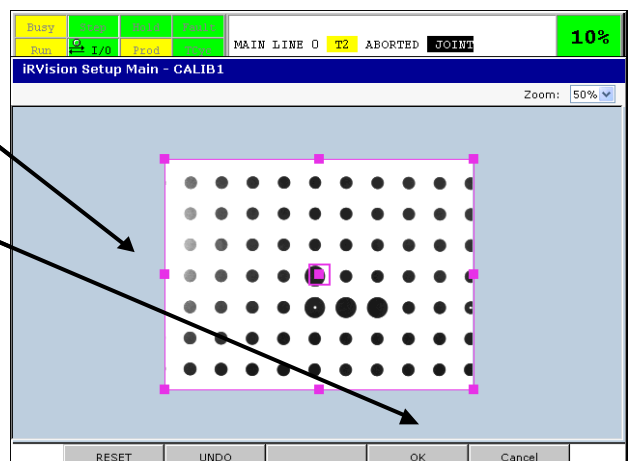 Busy Step Hold Fault
Run I/O Prod TCyc
MAIN LINE 0 T2 ABORTED JOINT
10%
iRVision Setup Main - CALIB1
Zoom: 50%
RESET UNDO OK Cancel